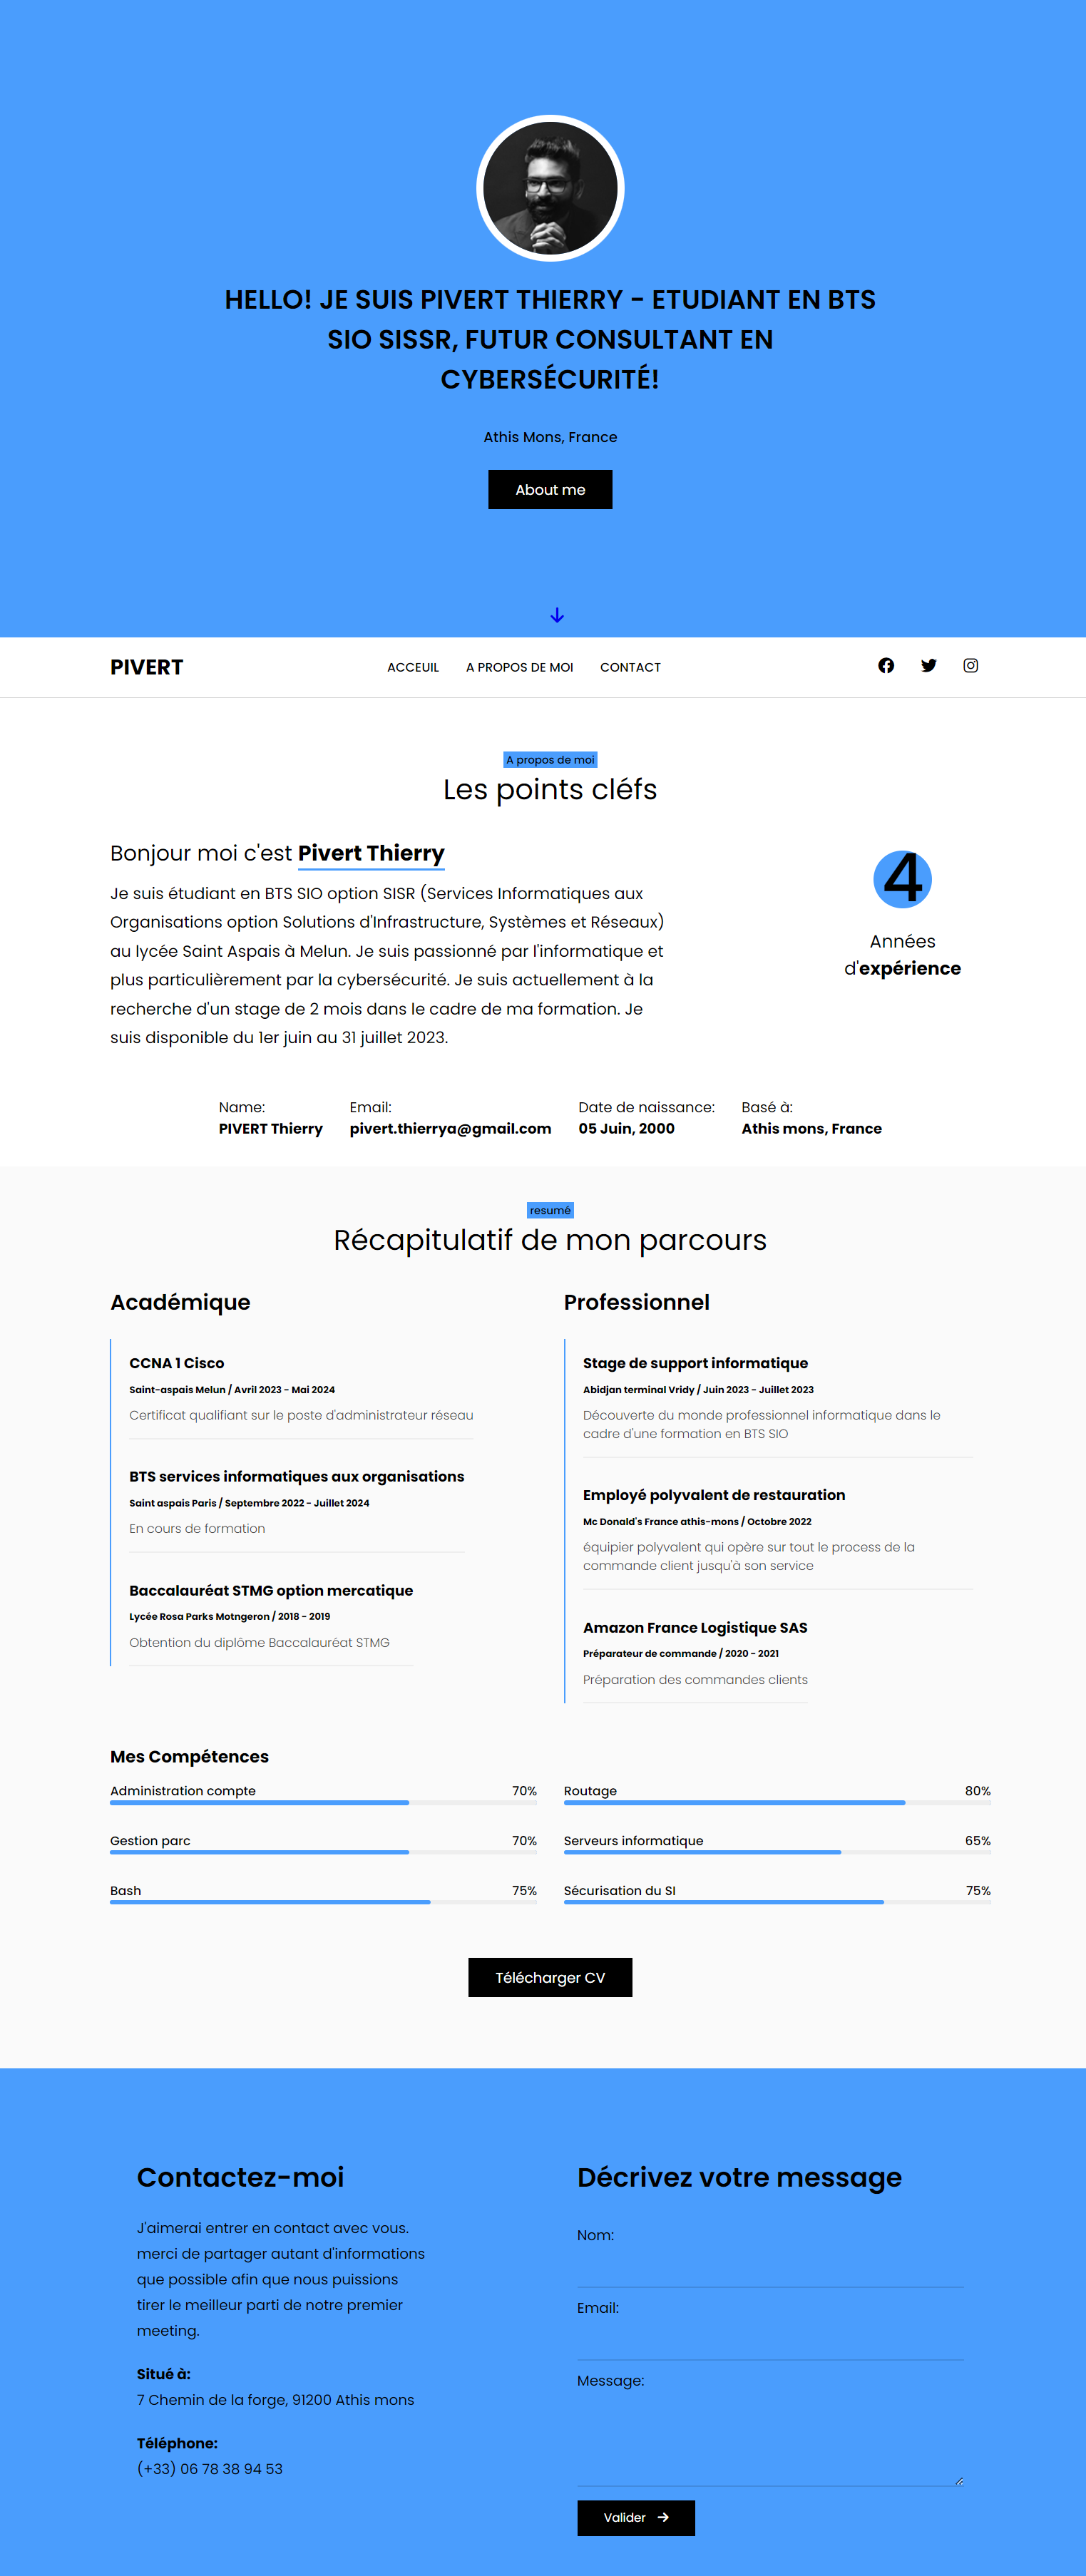 HELLO! JE SUIS PIVERT THIERRY - ETUDIANT EN BTS
SIO SISSR, FUTUR CONSULTANT EN
CYBERSÉCURITÉ!
Athis Mons, France
About me
PIVERT
ACCEUIL
A PROPOS DE MOI
CONTACT
A propos de moi
Les points cléfs
Bonjour moi c'est Pivert Thierry
Je suis étudiant en BTS SIO option SISR (Services Informatiques aux
Organisations option Solutions d'Infrastructure, Systèmes et Réseaux)
au lycée Saint Aspais à Melun. Je suis passionné par l'informatique et
plus particulièrement par la cybersécurité. Je suis actuellement à la
recherche d'un stage de 2 mois dans le cadre de ma formation. Je
suis disponible du 1er juin au 31 juillet 2023.
4
Années
d'expérience
Name:
PIVERT Thierry
Email:
pivert.thierrya@gmail.com
Date de naissance:
05 Juin, 2000
Basé à:
Athis mons, France
resumé
Récapitulatif de mon parcours
Académique
CCNA 1 Cisco
Saint-aspais Melun / Avril 2023 - Mai 2024
Certificat qualifiant sur le poste d'administrateur réseau
BTS services informatiques aux organisations
Saint aspais Paris / Septembre 2022 - Juillet 2024
En cours de formation
Baccalauréat STMG option mercatique
Lycée Rosa Parks Motngeron / 2018 - 2019
Obtention du diplôme Baccalauréat STMG
Professionnel
Stage de support informatique
Abidjan terminal Vridy / Juin 2023 - Juillet 2023
Découverte du monde professionnel informatique dans le
cadre d'une formation en BTS SIO
Employé polyvalent de restauration
Mc Donald's France athis-mons / Octobre 2022
équipier polyvalent qui opère sur tout le process de la
commande client jusqu'à son service
Amazon France Logistique SAS
Préparateur de commande / 2020 - 2021
Préparation des commandes clients
Mes Compétences
Administration compte 70%
Routage 80%
Gestion parc 70%
Serveurs informatique 65%
Bash 75%
Sécurisation du SI 75%
Télécharger CV
Contactez-moi
J'aimerai entrer en contact avec vous.
merci de partager autant d'informations
que possible afin que nous puissions
tirer le meilleur parti de notre premier
meeting.
Situé à:
7 Chemin de la forge, 91200 Athis mons
Téléphone:
(+33) 06 78 38 94 53
Décrivez votre message
Nom:
Email:
Message:
Valider